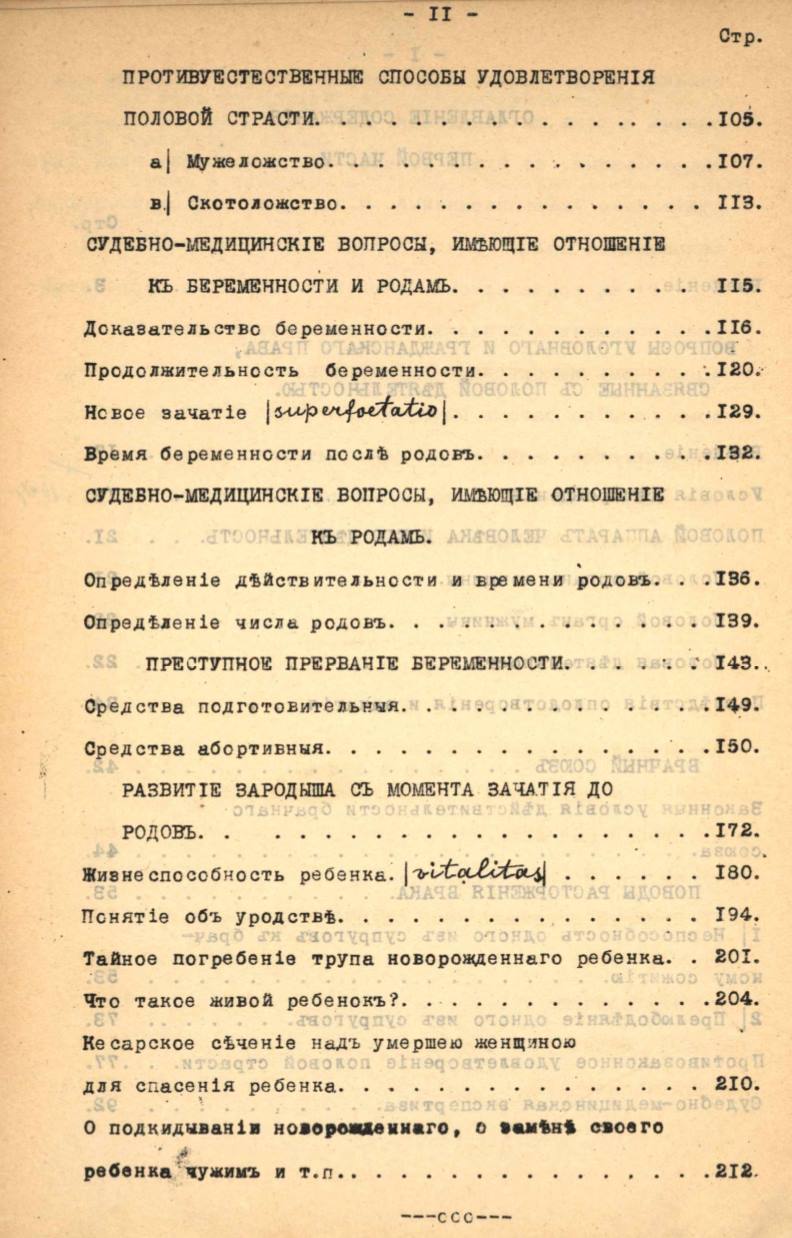 - II -
Стр.
ПРОТИВУЕСТЕСТВЕННЫЕ СПОСОБЫ УДОВЛЕТВОРЕНІЯ
ПОЛОВОЙ СТРАСТИ. . . . . . . . . . . . . . . . . . .105.
а| Мужеложство. . . . . . . . . . . . . . . . . .107.
в.| Скотоложство. . . . . . . . . . . . . . . . . 113.
СУДЕБНО-МЕДИЦИНСКІЕ ВОПРОСЫ, ИМѢЮЩІЕ ОТНОШЕНІЕ
КЪ БЕРЕМЕННОСТИ И РОДАМЪ. . . . . . . . . . 115.
Доказательство беременности. . . . . . . . . . . . .116.
Продолжительность беременности. . . . . . . . . . .120.
Новое зачатіе |superfoetatio|. . . . . . . . . . . .129.
Время беременности послѣ родовъ. . . . . . . . . . .132.
СУДЕБНО-МЕДИЦИНСКІЕ ВОПРОСЫ, ИМѢЮЩІЕ ОТНОШЕНІЕ
КЪ РОДАМЪ.
Опредѣленіе дѣйствительности и времени родовъ. . .136.
Опредѣленіе числа родовъ. . . . . . . . . . . . . . .139.
ПРЕСТУПНОЕ ПРЕРВАНІЕ БЕРЕМЕННОСТИ. . . . . . .143.
Средства подготовительныя. . . . . . . . . . . . . .149.
Средства абортивныя. . . . . . . . . . . . . . . . .150.
РАЗВИТІЕ ЗАРОДЫША СЪ МОМЕНТА ЗАЧАТІЯ ДО
РОДОВЪ. . . . . . . . . . . . . . . . . . . . .172.
Жизнеспособность ребенка. |vitalitas| . . . . . . 180.
Понятіе объ уродствѣ. . . . . . . . . . . . . . . . 194.
Тайное погребеніе трупа новорожденнаго ребенка. . 201.
Что такое живой ребенокъ?. . . . . . . . . . . . . .204.
Кесарское сѣченіе надъ умершею женщиною
для спасенія ребенка. . . . . . . . . . . . . . . . 210.
О подкидываніи новорожденнаго, о замѣнѣ своего
ребенка чужимъ и т.п.. . . . . . . . . . . . . . . .212.
---ооо---